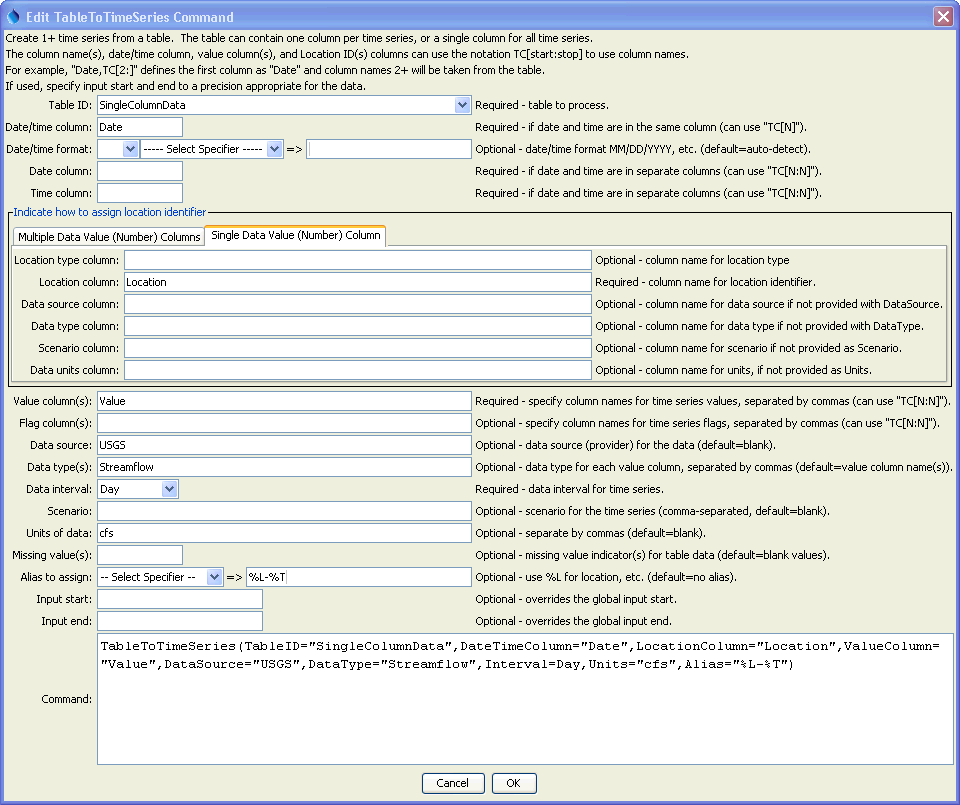 Edit TableToTimeSeries Command
Create 1+ time series from a table. The table can contain one column per time series, or a single column for all time series.
The column name(s), date/time column, value column(s), and Location ID(s) columns can use the notation TC[start:stop] to use column names.
For example, "Date,TC[2:]" defines the first column as "Date" and column names 2+ will be taken from the table.
If used, specify input start and end to a precision appropriate for the data.
Table ID: SingleColumnData Required - table to process.
Date/time column: Date Required - if date and time are in the same column (can use "TC[N]").
Date/time format: ----- Select Specifier ----- => Optional - date/time format MM/DD/YYYY, etc. (default=auto-detect).
Date column: Required - if date and time are in separate columns (can use "TC[N:N]").
Time column: Required - if date and time are in separate columns (can use "TC[N:N]").
Indicate how to assign location identifier
Multiple Data Value (Number) Columns Single Data Value (Number) Column
Location type column: Optional - column name for location type
Location column: Location Required - column name for location identifier.
Data source column: Optional - column name for data source if not provided with DataSource.
Data type column: Optional - column name for data type if not provided with DataType.
Scenario column: Optional - column name for scenario if not provided as Scenario.
Data units column: Optional - column name for units, if not provided as Units.
Value column(s): Value Required - specify column names for time series values, separated by commas (can use "TC[N:N]").
Flag column(s): Optional - specify column names for time series flags, separated by commas (can use "TC[N:N]").
Data source: USGS Optional - data source (provider) for the data (default=blank).
Data type(s): Streamflow Optional - data type for each value column, separated by commas (default=value column name(s)).
Data interval: Day Required - data interval for time series.
Scenario: Optional - scenario for the time series (comma-separated, default=blank).
Units of data: cfs Optional - separate by commas (default=blank).
Missing value(s): Optional - missing value indicator(s) for table data (default=blank values).
Alias to assign: -- Select Specifier -- => %L-%T Optional - use %L for location, etc. (default=no alias).
Input start: Optional - overrides the global input start.
Input end: Optional - overrides the global input end.
Command: TableToTimeSeries(TableID="SingleColumnData",DateTimeColumn="Date",LocationColumn="Location",ValueColumn=
"Value",DataSource="USGS",DataType="Streamflow",Interval=Day,Units="cfs",Alias="%L-%T")
Cancel OK